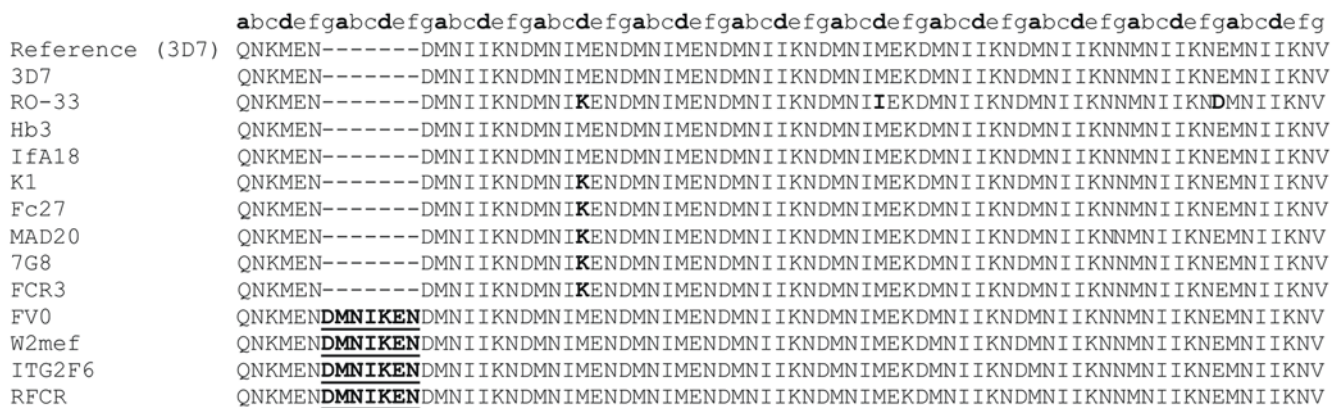 abcdefgabcdefgabcdefgabcdefgabcdefgabcdefgabcdefgabcdefgabcdefgabcdefgabcdefg
Reference (3D7) QNKMEN-------DMNIIKNDMNIMENDMNIMENDMNIIKNDMNIMEKDMNIIKNDMNIIKNNMNIIKNEMNIIKNV
3D7 QNKMEN-------DMNIIKNDMNIMENDMNIMENDMNIIKNDMNIMEKDMNIIKNDMNIIKNNMNIIKNEMNIIKNV
RO-33 QNKMEN-------DMNIIKNDMNIKENDMNIMENDMNIIKNDMNIIEKDMNIIKNDMNIIKNNMNIIKNDMNIIKNV
Hb3 QNKMEN-------DMNIIKNDMNIMENDMNIMENDMNIIKNDMNIMEKDMNIIKNDMNIIKNNMNIIKNEMNIIKNV
IfA18 QNKMEN-------DMNIIKNDMNIMENDMNIMENDMNIIKNDMNIMEKDMNIIKNDMNIIKNNMNIIKNEMNIIKNV
K1 QNKMEN-------DMNIIKNDMNIKENDMNIMENDMNIIKNDMNIMEKDMNIIKNDMNIIKNNMNIIKNEMNIIKNV
Fc27 QNKMEN-------DMNIIKNDMNIKENDMNIMENDMNIIKNDMNIMEKDMNIIKNDMNIIKNNMNIIKNEMNIIKNV
MAD20 QNKMEN-------DMNIIKNDMNIKENDMNIMENDMNIIKNDMNIMEKDMNIIKNDMNIIKNNMNIIKNEMNIIKNV
7G8 QNKMEN-------DMNIIKNDMNIKENDMNIMENDMNIIKNDMNIMEKDMNIIKNDMNIIKNNMNIIKNEMNIIKNV
FCR3 QNKMEN-------DMNIIKNDMNIKENDMNIMENDMNIIKNDMNIMEKDMNIIKNDMNIIKNNMNIIKNEMNIIKNV
FV0 QNKMENDMNIKENDMNIIKNDMNIMENDMNIMENDMNIIKNDMNIMEKDMNIIKNDMNIIKNNMNIIKNEMNIIKNV
W2mef QNKMENDMNIKENDMNIIKNDMNIMENDMNIMENDMNIIKNDMNIMEKDMNIIKNDMNIIKNNMNIIKNEMNIIKNV
ITG2F6 QNKMENDMNIKENDMNIIKNDMNIMENDMNIMENDMNIIKNDMNIMEKDMNIIKNDMNIIKNNMNIIKNEMNIIKNV
RFCR QNKMENDMNIKENDMNIIKNDMNIMENDMNIMENDMNIIKNDMNIMEKDMNIIKNDMNIIKNNMNIIKNEMNIIKNV